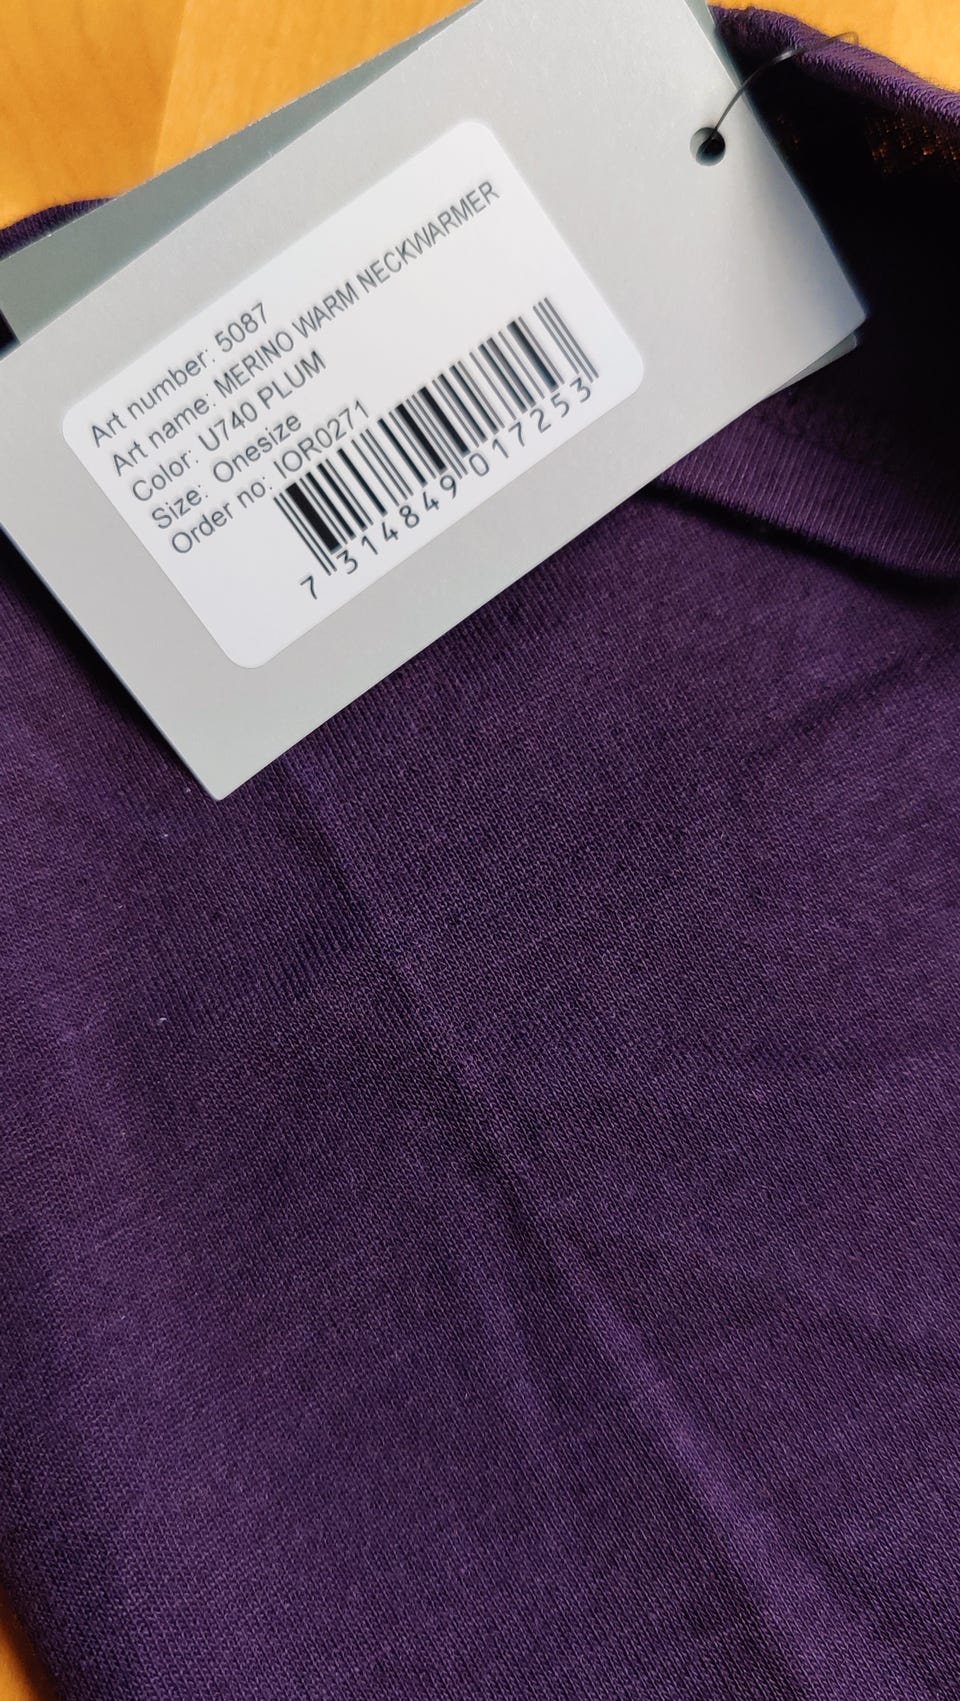 Art number: 5087
Art name: MERINO WARM NECKWARMER
Color: U740 PLUM
Size: Onesize
Order no: IOR0271
7 314849 017253